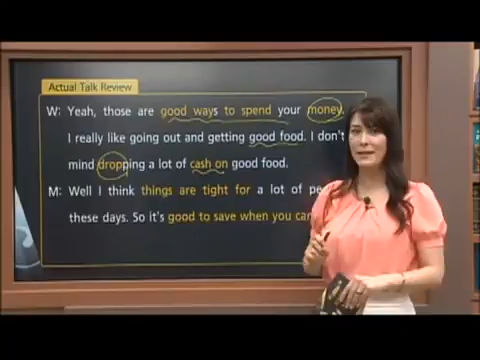 Actual Talk Review
W: Yeah, those are good ways to spend your money.
I really like going out and getting good food. I don't
mind dropping a lot of cash on good food.
M: Well I think things are tight for a lot of
these days. So it's good to save when you can